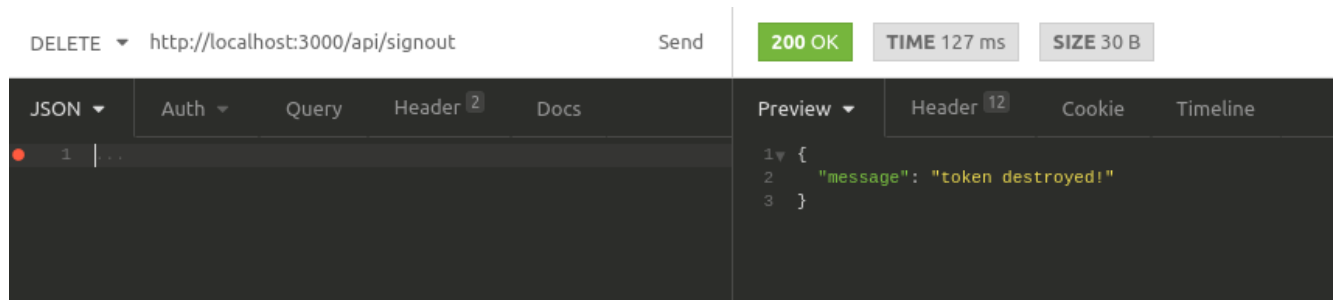 DELETE http://localhost:3000/api/signout Send 200 OK TIME 127 ms SIZE 30 B
JSON Auth Query Header 2 Docs Preview Header 12 Cookie Timeline
1 ...
1 {
2 "message": "token destroyed!"
3 }